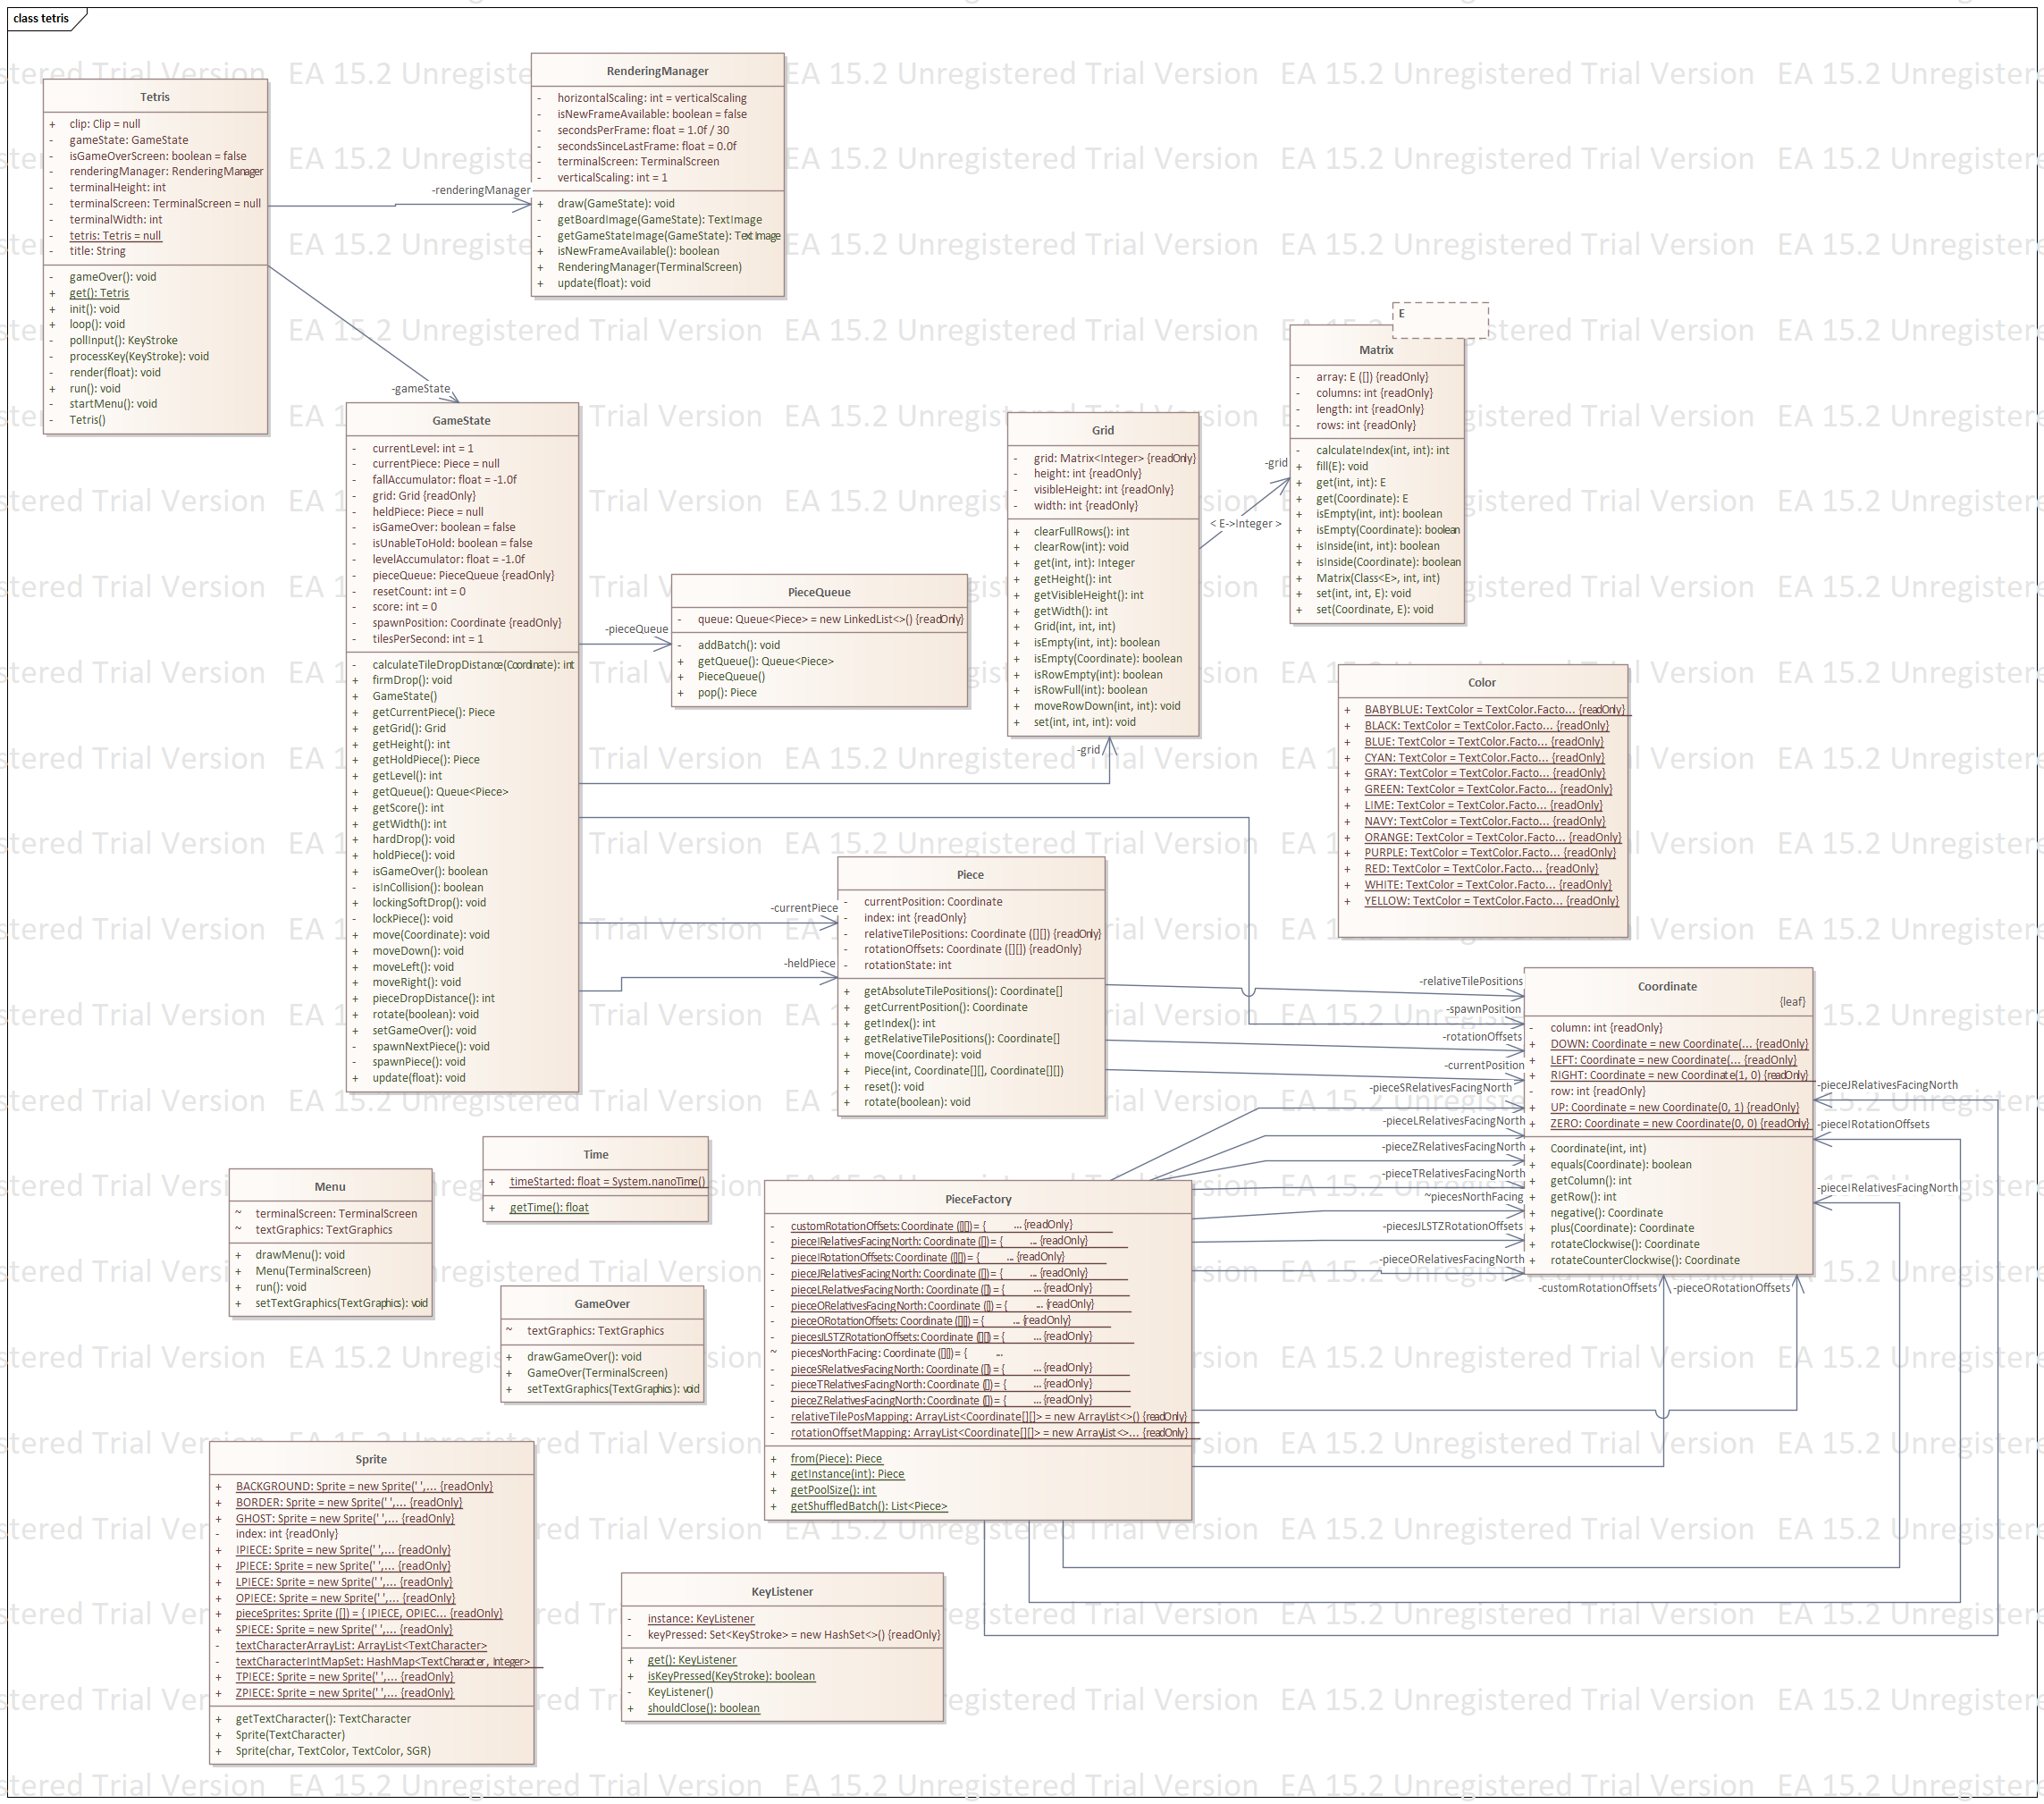 class tetris
Tetris
+ clip: Clip = null
- gameState: GameState
- isGameOverScreen: boolean = false
- renderingManager: RenderingManager
- terminalHeight: int
- terminalScreen: TerminalScreen = null
- terminalWidth: int
- tetris: Tetris = null
- title: String
- gameOver(): void
+ get(): Tetris
+ init(): void
+ loop(): void
- pollInput(): KeyStroke
- processKey(KeyStroke): void
- render(float): void
+ run(): void
- startMenu(): void
- Tetris()
-renderingManager
-gameState
RenderingManager
- horizontalScaling: int = verticalScaling
- isNewFrameAvailable: boolean = false
- secondsPerFrame: float = 1.0f / 30
- secondsSinceLastFrame: float = 0.0f
- terminalScreen: TerminalScreen
- verticalScaling: int = 1
+ draw(GameState): void
- getBoardImage(GameState): TextImage
- getGameStateImage(GameState): TextImage
+ isNewFrameAvailable(): boolean
+ RenderingManager(TerminalScreen)
+ update(float): void
GameState
- currentLevel: int = 1
- currentPiece: Piece = null
- fallAccumulator: float = -1.0f
- grid: Grid {readOnly}
- heldPiece: Piece = null
- isGameOver: boolean = false
- isUnableToHold: boolean = false
- levelAccumulator: float = -1.0f
- pieceQueue: PieceQueue {readOnly}
- resetCount: int = 0
- score: int = 0
- spawnPosition: Coordinate {readOnly}
- tilesPerSecond: int = 1
- calculateTileDropDistance(Coordinate): int
+ firmDrop(): void
+ GameState()
+ getCurrentPiece(): Piece
+ getGrid(): Grid
+ getHeight(): int
+ getHoldPiece(): Piece
+ getLevel(): int
+ getQueue(): Queue<Piece>
+ getScore(): int
+ getWidth(): int
+ hardDrop(): void
+ holdPiece(): void
+ isGameOver(): boolean
- isInCollision(): boolean
+ lockingSoftDrop(): void
- lockPiece(): void
+ move(Coordinate): void
+ moveDown(): void
+ moveLeft(): void
+ moveRight(): void
+ pieceDropDistance(): int
+ rotate(boolean): void
- setGameOver(): void
- spawnNextPiece(): void
- spawnPiece(): void
+ update(float): void
-pieceQueue
-grid
-currentPiece
-heldPiece
PieceQueue
- queue: Queue<Piece> = new LinkedList<>() {readOnly}
- addBatch(): void
+ getQueue(): Queue<Piece>
+ PieceQueue()
+ pop(): Piece
Grid
- grid: Matrix<Integer> {readOnly}
- height: int {readOnly}
- visibleHeight: int {readOnly}
- width: int {readOnly}
+ clearFullRows(): int
+ clearRow(int): void
+ get(int, int): Integer
+ getHeight(): int
+ getVisibleHeight(): int
+ getWidth(): int
+ Grid(int, int, int)
+ isEmpty(int, int): boolean
+ isEmpty(Coordinate): boolean
+ isRowEmpty(int): boolean
+ isRowFull(int): boolean
+ moveRowDown(int, int): void
+ set(int, int, int): void
-grid
< E->Integer >
E
Matrix
- array: E ([]) {readOnly}
- columns: int {readOnly}
- length: int {readOnly}
- rows: int {readOnly}
- calculateIndex(int, int): int
+ fill(E): void
+ get(int, int): E
+ get(Coordinate): E
+ isEmpty(int, int): boolean
+ isEmpty(Coordinate): boolean
+ isInside(int, int): boolean
+ isInside(Coordinate): boolean
+ Matrix(Class<E>, int, int)
+ set(int, int, E): void
+ set(Coordinate, E): void
Color
+ BABYBLUE: TextColor = TextColor.Facto... {readOnly}
+ BLACK: TextColor = TextColor.Facto... {readOnly}
+ BLUE: TextColor = TextColor.Facto... {readOnly}
+ CYAN: TextColor = TextColor.Facto... {readOnly}
+ GRAY: TextColor = TextColor.Facto... {readOnly}
+ GREEN: TextColor = TextColor.Facto... {readOnly}
+ LIME: TextColor = TextColor.Facto... {readOnly}
+ NAVY: TextColor = TextColor.Facto... {readOnly}
+ ORANGE: TextColor = TextColor.Facto... {readOnly}
+ PURPLE: TextColor = TextColor.Facto... {readOnly}
+ RED: TextColor = TextColor.Facto... {readOnly}
+ WHITE: TextColor = TextColor.Facto... {readOnly}
+ YELLOW: TextColor = TextColor.Facto... {readOnly}
Piece
- currentPosition: Coordinate
- index: int {readOnly}
- relativeTilePositions: Coordinate ([][]) {readOnly}
- rotationOffsets: Coordinate ([][]) {readOnly}
- rotationState: int
+ getAbsoluteTilePositions(): Coordinate[]
+ getCurrentPosition(): Coordinate
+ getIndex(): int
+ getRelativeTilePositions(): Coordinate[]
+ move(Coordinate): void
+ Piece(int, Coordinate[][], Coordinate[][])
+ reset(): void
+ rotate(boolean): void
-relativeTilePositions
-spawnPosition
-rotationOffsets
-currentPosition
-pieceSRelativesFacingNorth
-pieceLRelativesFacingNorth
-pieceZRelativesFacingNorth
-pieceTRelativesFacingNorth
~piecesNorthFacing
-piecesJLSTZRotationOffsets
-pieceORelativesFacingNorth
Coordinate
{leaf}
- column: int {readOnly}
+ DOWN: Coordinate = new Coordinate(... {readOnly}
+ LEFT: Coordinate = new Coordinate(... {readOnly}
+ RIGHT: Coordinate = new Coordinate(1, 0) {readOnly}
- row: int {readOnly}
+ UP: Coordinate = new Coordinate(0, 1) {readOnly}
+ ZERO: Coordinate = new Coordinate(0, 0) {readOnly}
+ Coordinate(int, int)
+ equals(Coordinate): boolean
+ getColumn(): int
+ getRow(): int
+ negative(): Coordinate
+ plus(Coordinate): Coordinate
+ rotateClockwise(): Coordinate
+ rotateCounterClockwise(): Coordinate
-pieceJRelativesFacingNorth
-pieceIRotationOffsets
-pieceIRelativesFacingNorth
-customRotationOffsets
-pieceORotationOffsets
Time
+ timeStarted: float = System.nanoTime()
+ getTime(): float
Menu
~ terminalScreen: TerminalScreen
~ textGraphics: TextGraphics
+ drawMenu(): void
+ Menu(TerminalScreen)
+ run(): void
+ setTextGraphics(TextGraphics): void
GameOver
~ textGraphics: TextGraphics
+ drawGameOver(): void
+ GameOver(TerminalScreen)
+ setTextGraphics(TextGraphics): void
PieceFactory
- customRotationOffsets: Coordinate ([][]) = { ... {readOnly}
- pieceIRelativesFacingNorth: Coordinate ([]) = { ... {readOnly}
- pieceIRotationOffsets: Coordinate ([][]) = { ... {readOnly}
- pieceJRelativesFacingNorth: Coordinate ([]) = { ... {readOnly}
- pieceLRelativesFacingNorth: Coordinate ([]) = { ... {readOnly}
- pieceORelativesFacingNorth: Coordinate ([]) = { ... {readOnly}
- pieceORotationOffsets: Coordinate ([][]) = { ... {readOnly}
- piecesJLSTZRotationOffsets: Coordinate ([][]) = { ... {readOnly}
~ piecesNorthFacing: Coordinate ([][]) = { ...
- pieceSRelativesFacingNorth: Coordinate ([]) = { ... {readOnly}
- pieceTRelativesFacingNorth: Coordinate ([]) = { ... {readOnly}
- pieceZRelativesFacingNorth: Coordinate ([]) = { ... {readOnly}
- relativeTilePosMapping: ArrayList<Coordinate[][]> = new ArrayList<>() {readOnly}
- rotationOffsetMapping: ArrayList<Coordinate[][]> = new ArrayList<>... {readOnly}
+ from(Piece): Piece
+ getInstance(int): Piece
+ getPoolSize(): int
+ getShuffledBatch(): List<Piece>
Sprite
+ BACKGROUND: Sprite = new Sprite(' ',... {readOnly}
+ BORDER: Sprite = new Sprite(' ',... {readOnly}
+ GHOST: Sprite = new Sprite(' ',... {readOnly}
- index: int {readOnly}
+ IPIECE: Sprite = new Sprite(' ',... {readOnly}
+ JPIECE: Sprite = new Sprite(' ',... {readOnly}
+ LPIECE: Sprite = new Sprite(' ',... {readOnly}
+ OPIECE: Sprite = new Sprite(' ',... {readOnly}
+ pieceSprites: Sprite ([]) = { IPIECE, OPIEC... {readOnly}
+ SPIECE: Sprite = new Sprite(' ',... {readOnly}
- textCharacterArrayList: ArrayList<TextCharacter>
- textCharacterIntMapSet: HashMap<TextCharacter, Integer>
+ TPIECE: Sprite = new Sprite(' ',... {readOnly}
+ ZPIECE: Sprite = new Sprite(' ',... {readOnly}
+ getTextCharacter(): TextCharacter
+ Sprite(TextCharacter)
+ Sprite(char, TextColor, TextColor, SGR)
KeyListener
- instance: KeyListener
- keyPressed: Set<KeyStroke> = new HashSet<>() {readOnly}
+ get(): KeyListener
+ isKeyPressed(KeyStroke): boolean
- KeyListener()
+ shouldClose(): boolean
EA 15.2 Unregistered Trial Version